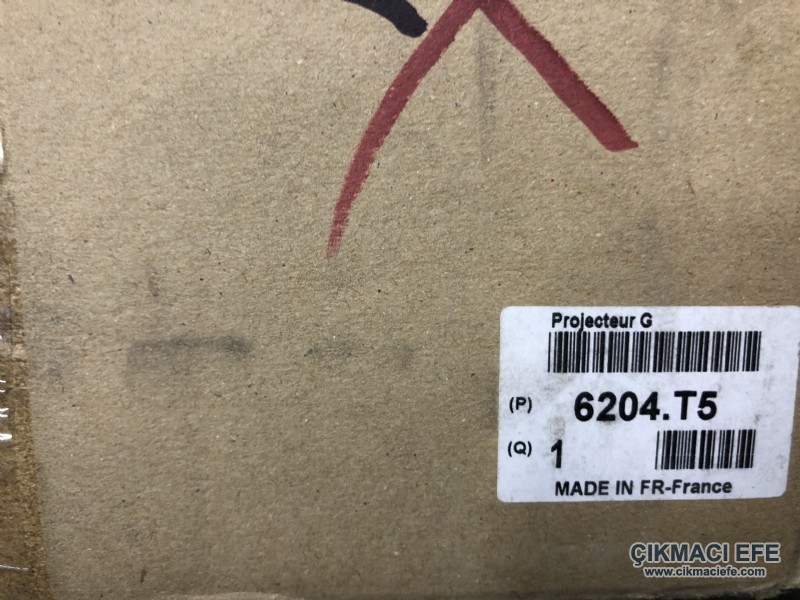 Projecteur G
(P) 6204.T5
(Q) 1
MADE IN FR-France
ÇIKMACI EFE
www.cikmaciefe.com